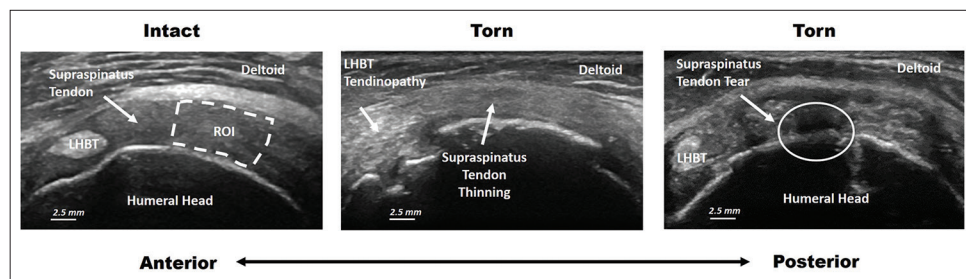 Intact
Torn
Torn
Supraspinatus
Tendon
Deltoid
ROI
LHBT
Humeral Head
2.5 mm
LHBT
Tendinopathy
Deltoid
Supraspinatus
Tendon
Thinning
2.5 mm
Supraspinatus
Tendon Tear
Deltoid
LHBT
Humeral Head
2.5 mm
Anterior
Posterior